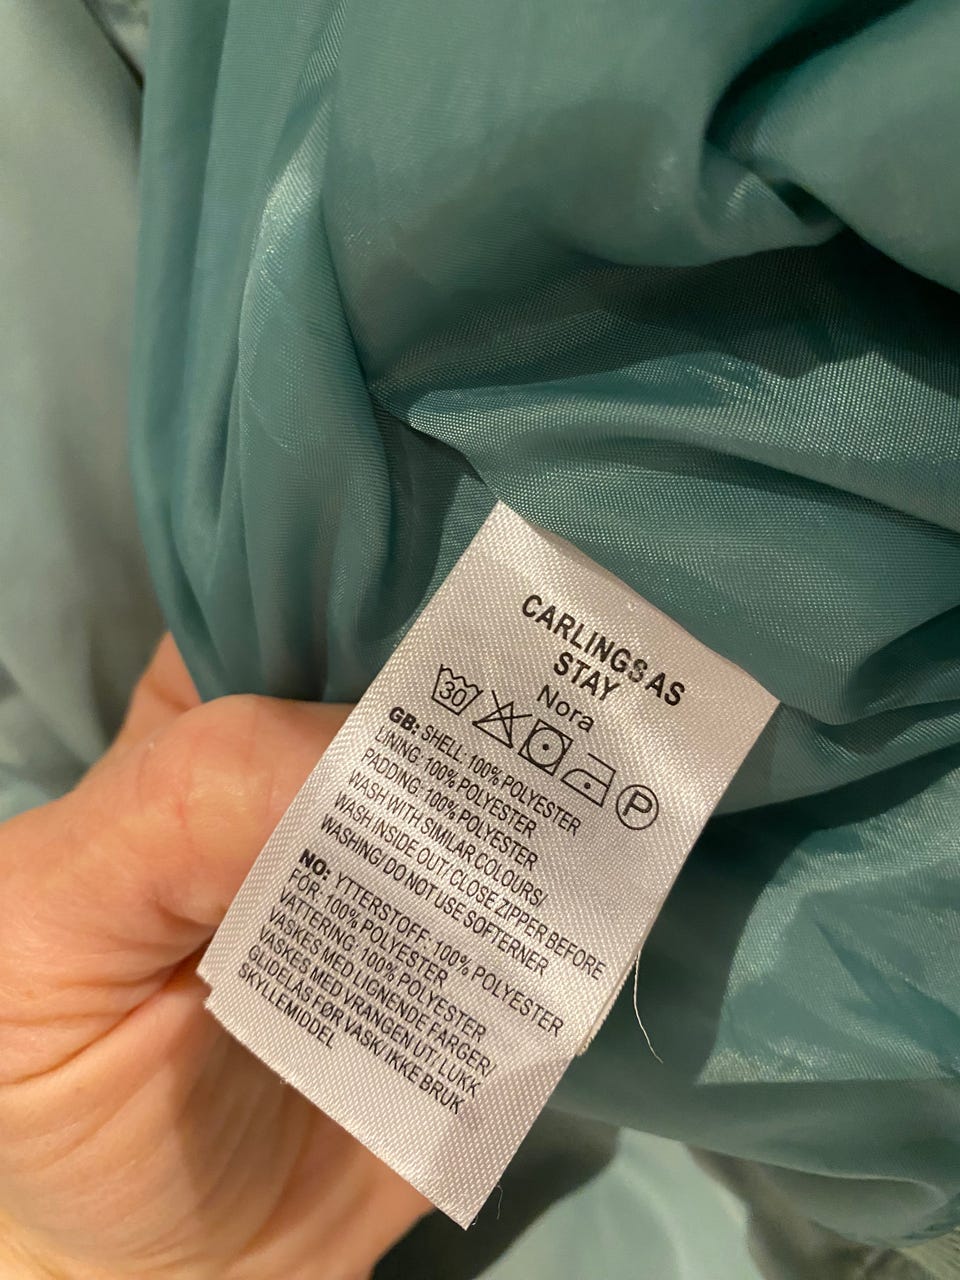 CARLINGS AS
STAY
Nora
30 P
GB: SHELL: 100% POLYESTER
LINING: 100% POLYESTER
PADDING: 100% POLYESTER
WASH WITH SIMILAR COLOURS/
WASH INSIDE OUT/ CLOSE ZIPPER BEFORE
WASHING/ DO NOT USE SOFTERNER
NO: YTTERSTOFF: 100% POLYESTER
FOR: 100% POLYESTER
VATTERING: 100% POLYESTER
VASKES MED LIGNENDE FARGER/
VASKES MED VRANGEN UT/ LUKK
GLIDELÅS FØR VASK/ IKKE BRUK
SKYLLEMIDDEL